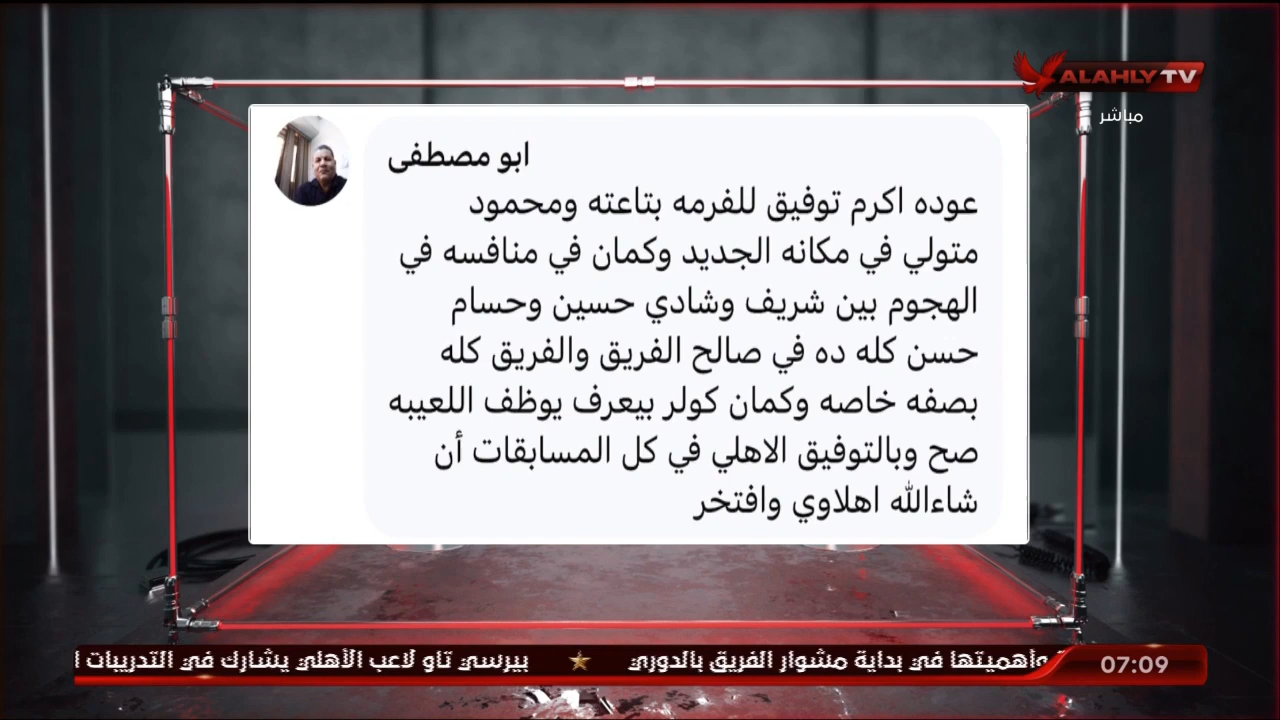 ALAHLY TV
مباشر
ابو مصطفى
عوده اكرم توفيق للفرمه بتاعته ومحمود
متولي في مكانه الجديد وكمان في منافسه في
الهجوم بين شريف وشادي حسين وحسام
حسن كله ده في صالح الفريق والفريق كله
بصفه خاصه وكمان كولر بيعرف يوظف اللعيبه
صح وبالتوفيق الاهلي في كل المسابقات أن
شاءالله اهلاوي وافتخر
07:09
وأهميتها في بداية مشوار الفريق بالدوري ★ بيرسي تاو لاعب الأهلي يشارك في التدريبات